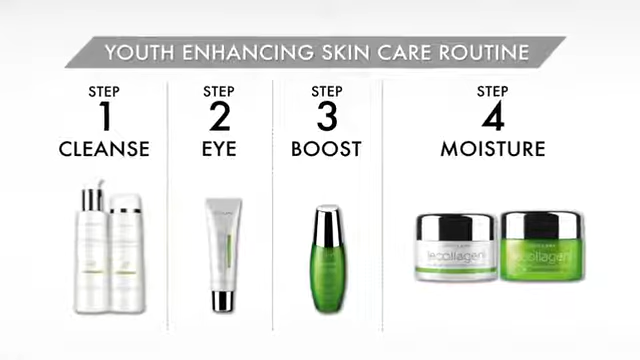 YOUTH ENHANCING SKIN CARE ROUTINE
STEP
1
CLEANSE
STEP
2
EYE
STEP
3
BOOST
STEP
4
MOISTURE
ecollagen
ecollagen